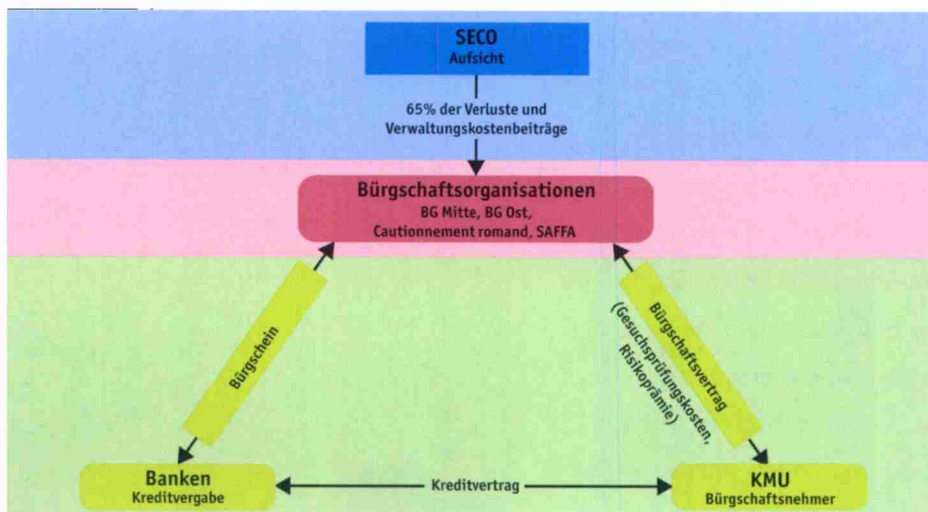 SECO
Aufsicht
65% der Verluste und
Verwaltungskostenbeiträge
Bürgschaftsorganisationen
BG Mitte, BG Ost,
Cautionnement romand, SAFFA
Bürgschein
Bürgschaftsvertrag
(Gesuchsprüfungskosten,
Risikoprämie)
Banken
Kreditvergabe
Kreditvertrag
KMU
Bürgschaftsnehmer